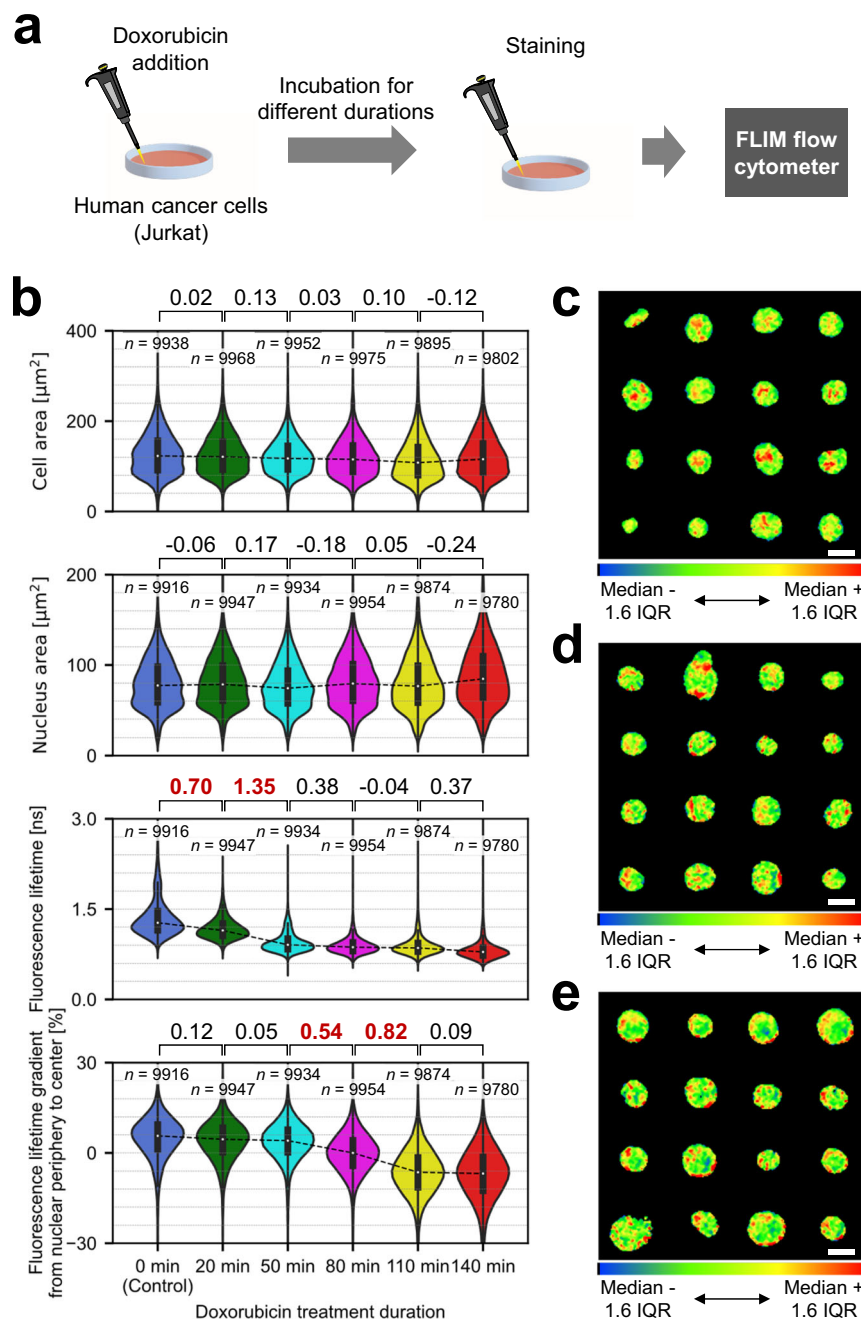 a
Doxorubicin
addition
Incubation for
different durations
Staining
FLIM flow
cytometer
Human cancer cells
(Jurkat)
b
0.02 0.13 0.03 0.10 -0.12
Cell area [µm²]
400
200
0
n = 9938
n = 9968
n = 9952
n = 9975
n = 9895
n = 9802
-0.06 0.17 -0.18 0.05 -0.24
Nucleus area [µm²]
200
100
0
n = 9916
n = 9947
n = 9934
n = 9954
n = 9874
n = 9780
0.70 1.35 0.38 -0.04 0.37
Fluorescence lifetime [ns]
3.0
1.5
0.0
n = 9916
n = 9947
n = 9934
n = 9954
n = 9874
n = 9780
0.12 0.05 0.54 0.82 0.09
Fluorescence lifetime gradient
from nuclear periphery to center [%]
30
0
−30
n = 9916
n = 9947
n = 9934
n = 9954
n = 9874
n = 9780
0 min 20 min 50 min 80 min 110 min 140 min
(Control)
Doxorubicin treatment duration
c
Median - Median +
1.6 IQR 1.6 IQR
d
Median - Median +
1.6 IQR 1.6 IQR
e
Median - Median +
1.6 IQR 1.6 IQR